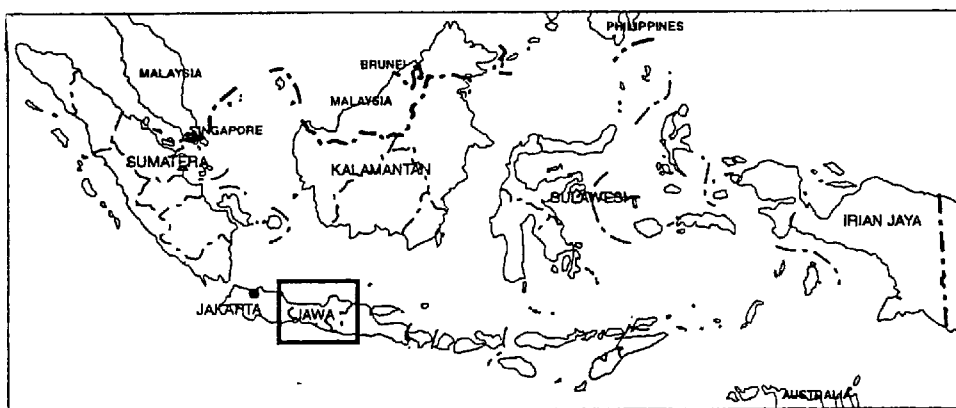 PHILIPPINES
BRUNEI
MALAYSIA
MALAYSIA
SINGAPORE
SUMATERA
KALAMANTAN
SULAWESI
IRIAN JAYA
JAKARTA
JAWA
AUSTRALIA